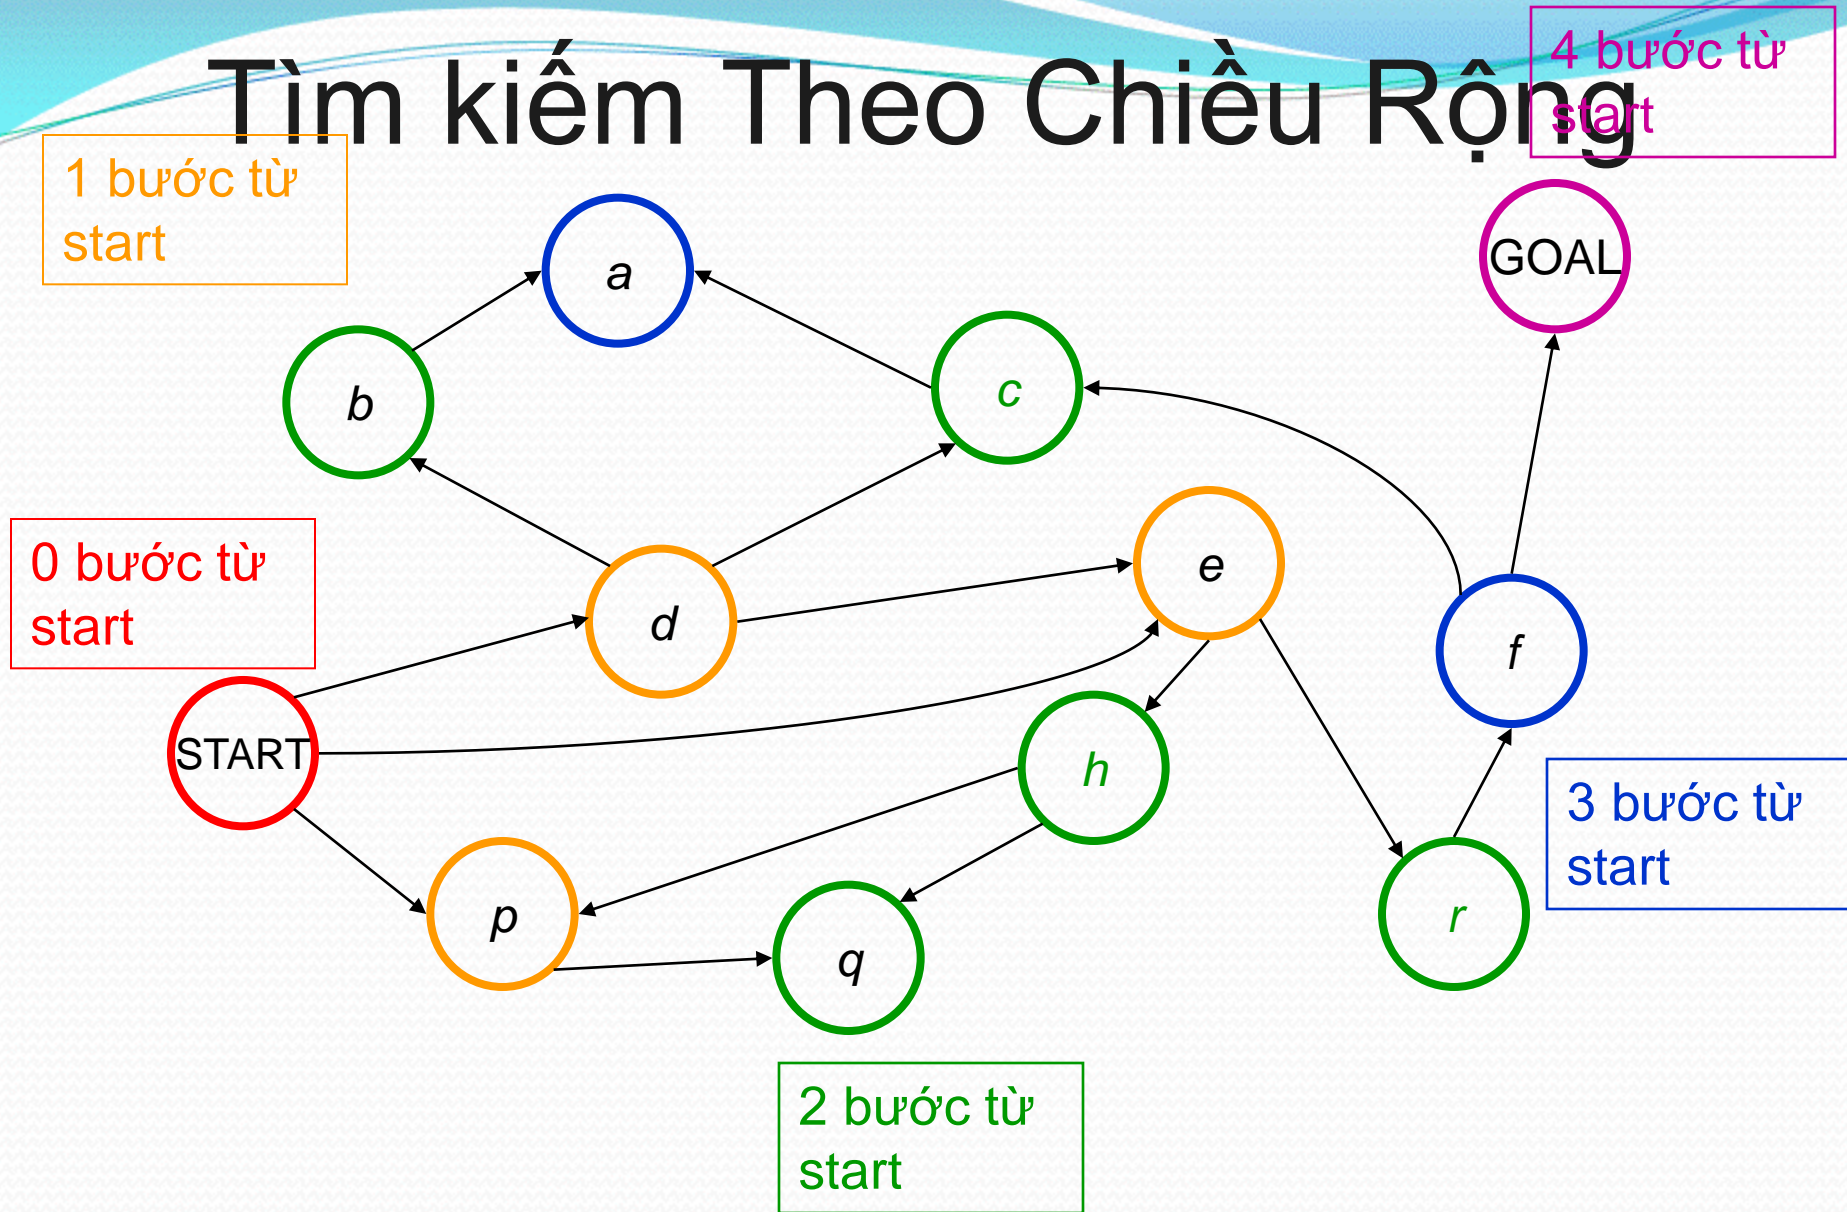 Tìm kiếm Theo Chiều Rộng
4 bước từ
start
1 bước từ
start
a
GOAL
b
c
0 bước từ
start
d
e
f
START
h
3 bước từ
start
p
q
r
2 bước từ
start